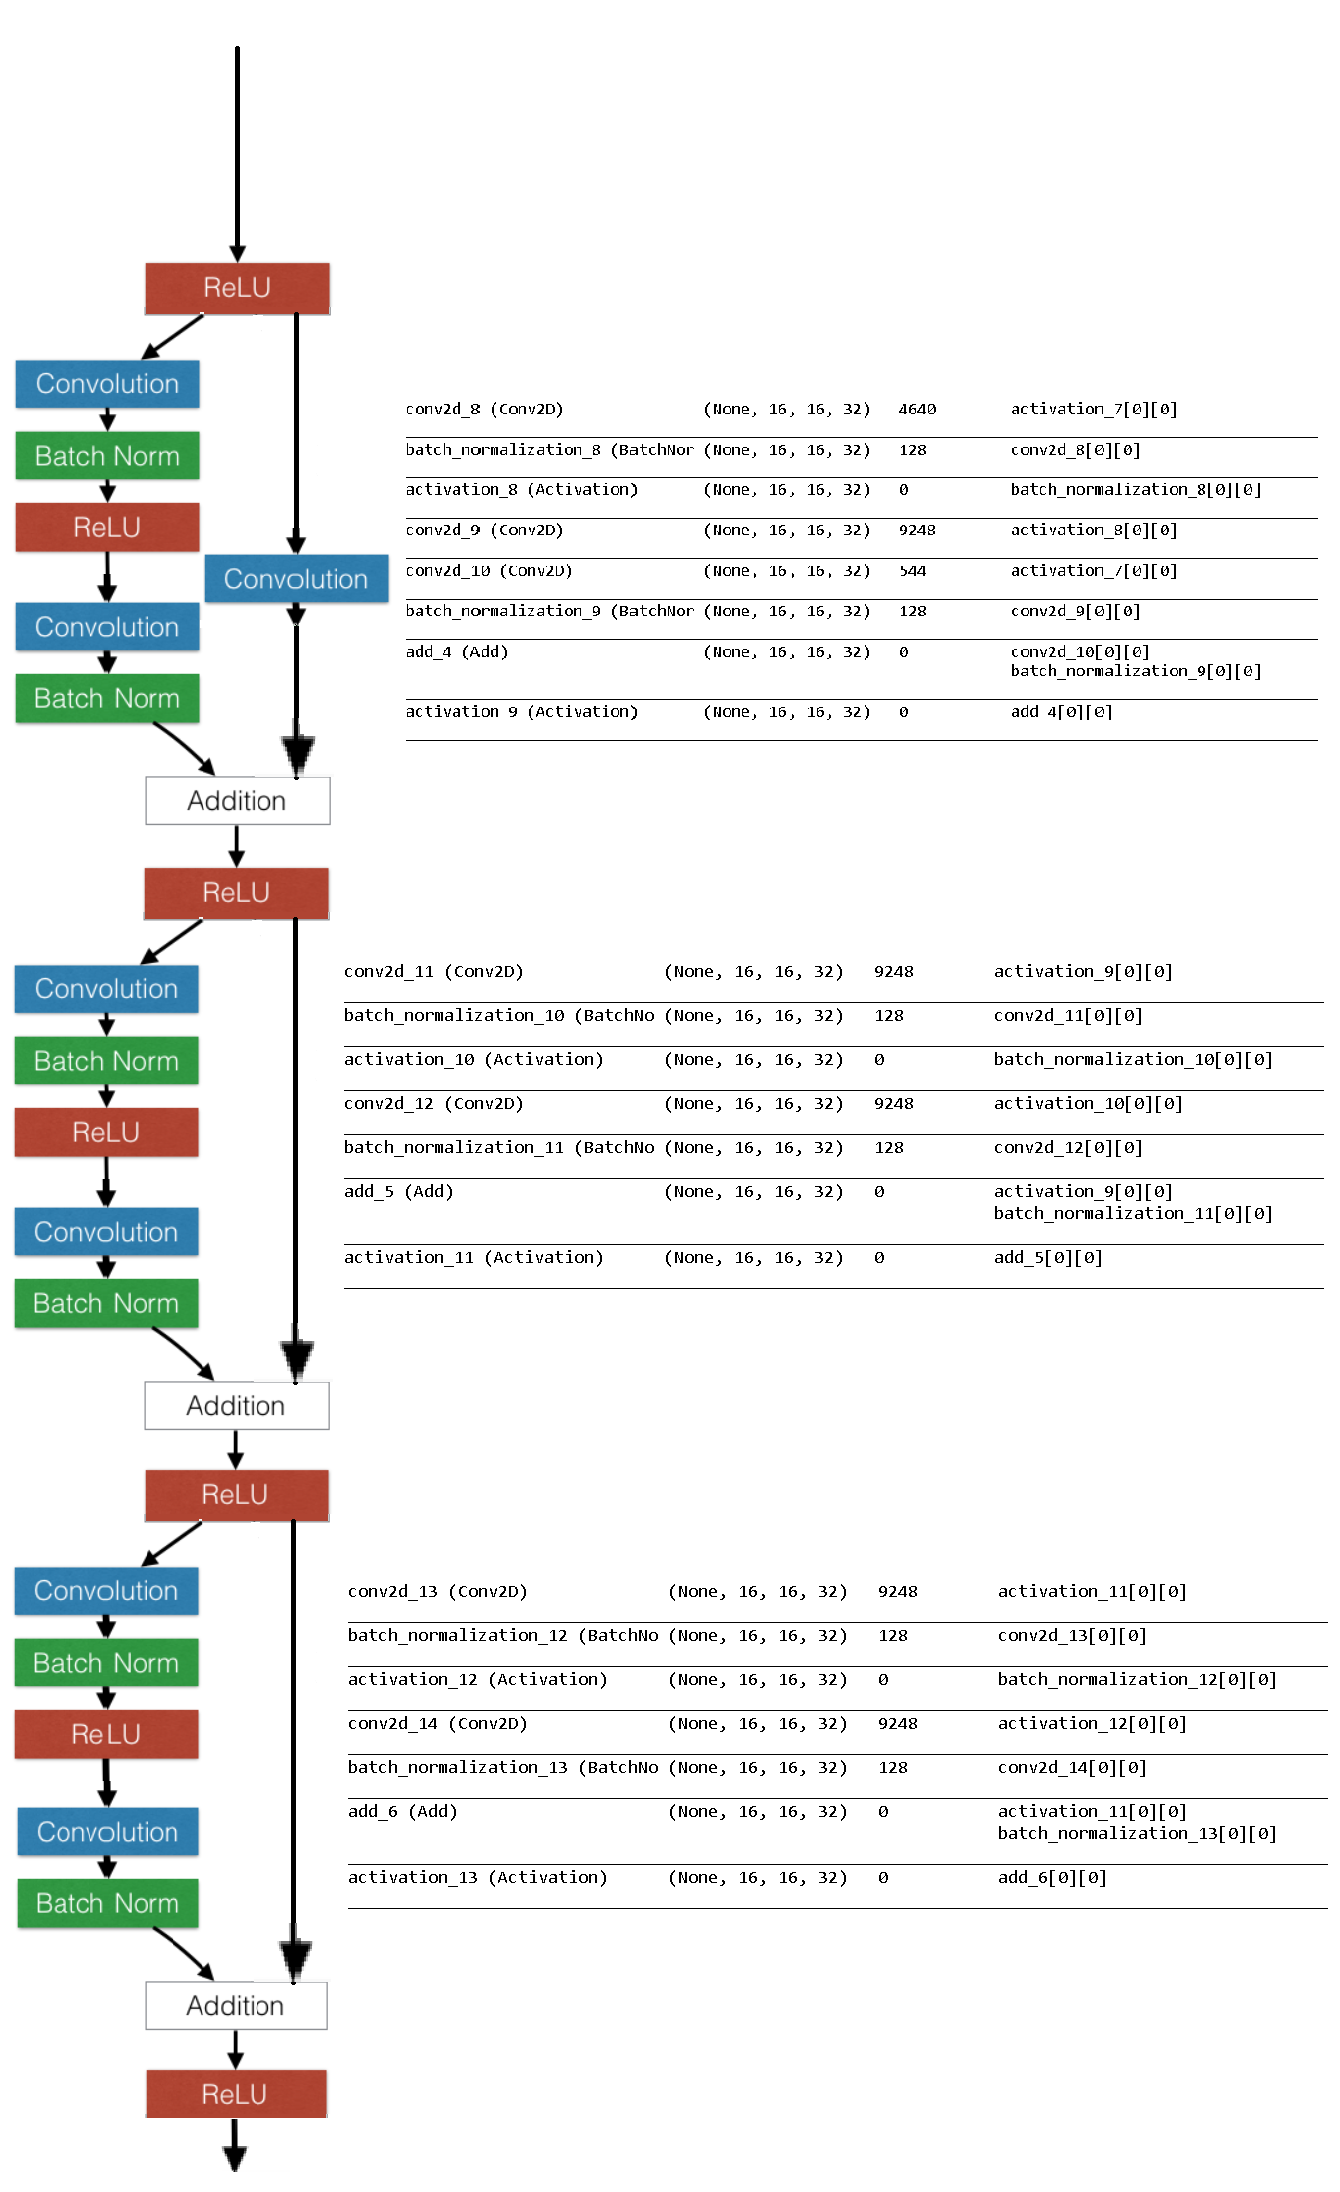 ReLU
Convolution
Batch Norm
ReLU
Convolution
Convolution
Batch Norm
Addition
conv2d_8 (Conv2D) (None, 16, 16, 32) 4640 activation_7[0][0]
batch_normalization_8 (BatchNor (None, 16, 16, 32) 128 conv2d_8[0][0]
activation_8 (Activation) (None, 16, 16, 32) 0 batch_normalization_8[0][0]
conv2d_9 (Conv2D) (None, 16, 16, 32) 9248 activation_8[0][0]
conv2d_10 (Conv2D) (None, 16, 16, 32) 544 activation_7[0][0]
batch_normalization_9 (BatchNor (None, 16, 16, 32) 128 conv2d_9[0][0]
add_4 (Add) (None, 16, 16, 32) 0 conv2d_10[0][0]
batch_normalization_9[0][0]
activation 9 (Activation) (None, 16, 16, 32) 0 add 4[0][0]
ReLU
Convolution
Batch Norm
ReLU
Convolution
Batch Norm
Addition
conv2d_11 (Conv2D) (None, 16, 16, 32) 9248 activation_9[0][0]
batch_normalization_10 (BatchNo (None, 16, 16, 32) 128 conv2d_11[0][0]
activation_10 (Activation) (None, 16, 16, 32) 0 batch_normalization_10[0][0]
conv2d_12 (Conv2D) (None, 16, 16, 32) 9248 activation_10[0][0]
batch_normalization_11 (BatchNo (None, 16, 16, 32) 128 conv2d_12[0][0]
add_5 (Add) (None, 16, 16, 32) 0 activation_9[0][0]
batch_normalization_11[0][0]
activation_11 (Activation) (None, 16, 16, 32) 0 add_5[0][0]
ReLU
Convolution
Batch Norm
ReLU
Convolution
Batch Norm
Addition
ReLU
conv2d_13 (Conv2D) (None, 16, 16, 32) 9248 activation_11[0][0]
batch_normalization_12 (BatchNo (None, 16, 16, 32) 128 conv2d_13[0][0]
activation_12 (Activation) (None, 16, 16, 32) 0 batch_normalization_12[0][0]
conv2d_14 (Conv2D) (None, 16, 16, 32) 9248 activation_12[0][0]
batch_normalization_13 (BatchNo (None, 16, 16, 32) 128 conv2d_14[0][0]
add_6 (Add) (None, 16, 16, 32) 0 activation_11[0][0]
batch_normalization_13[0][0]
activation_13 (Activation) (None, 16, 16, 32) 0 add_6[0][0]